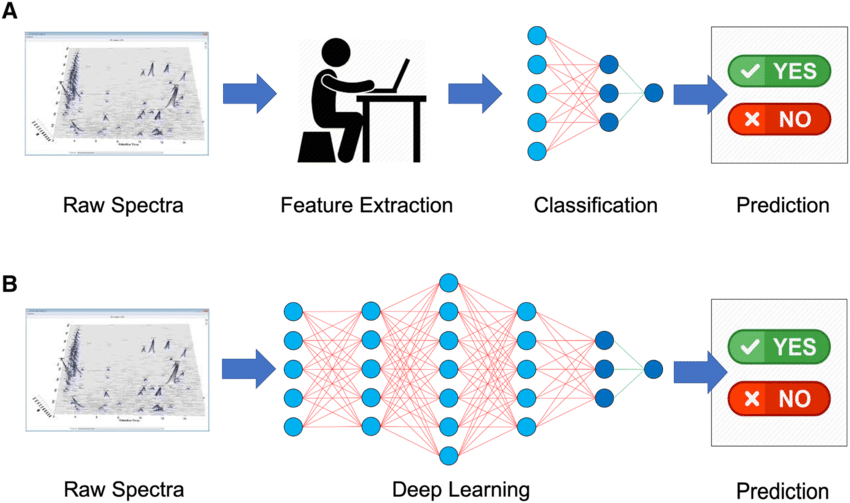 A
YES
NO
Raw Spectra
Feature Extraction
Classification
Prediction
B
YES
NO
Raw Spectra
Deep Learning
Prediction